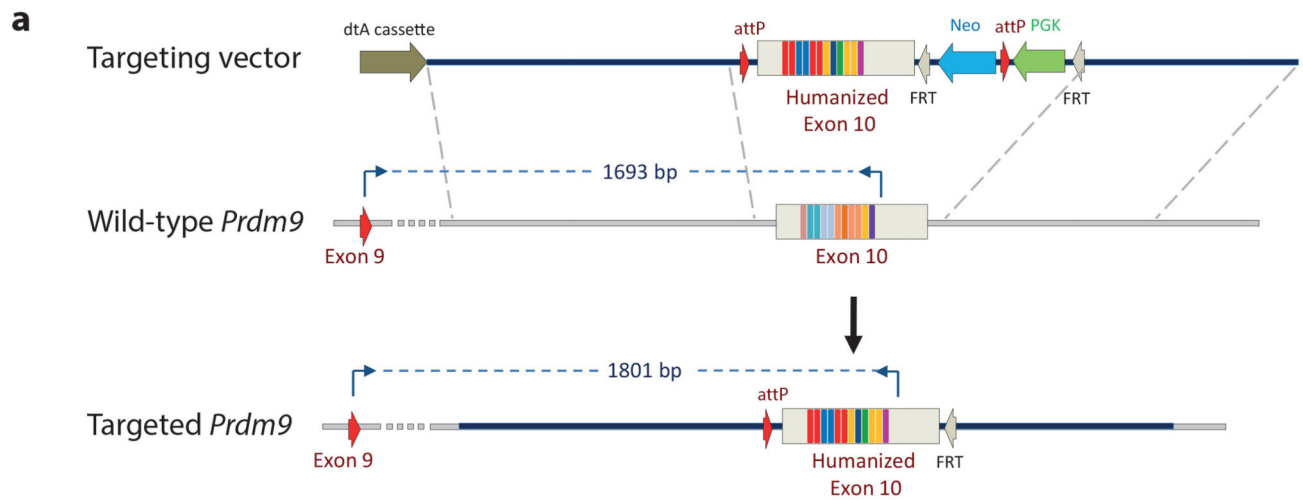 a
dtA cassette
attP
Neo
attP PGK
Targeting vector
Humanized
Exon 10
FRT
FRT
1693 bp
Wild-type Prdm9
Exon 9
Exon 10
1801 bp
attP
Targeted Prdm9
Exon 9
Humanized
Exon 10
FRT